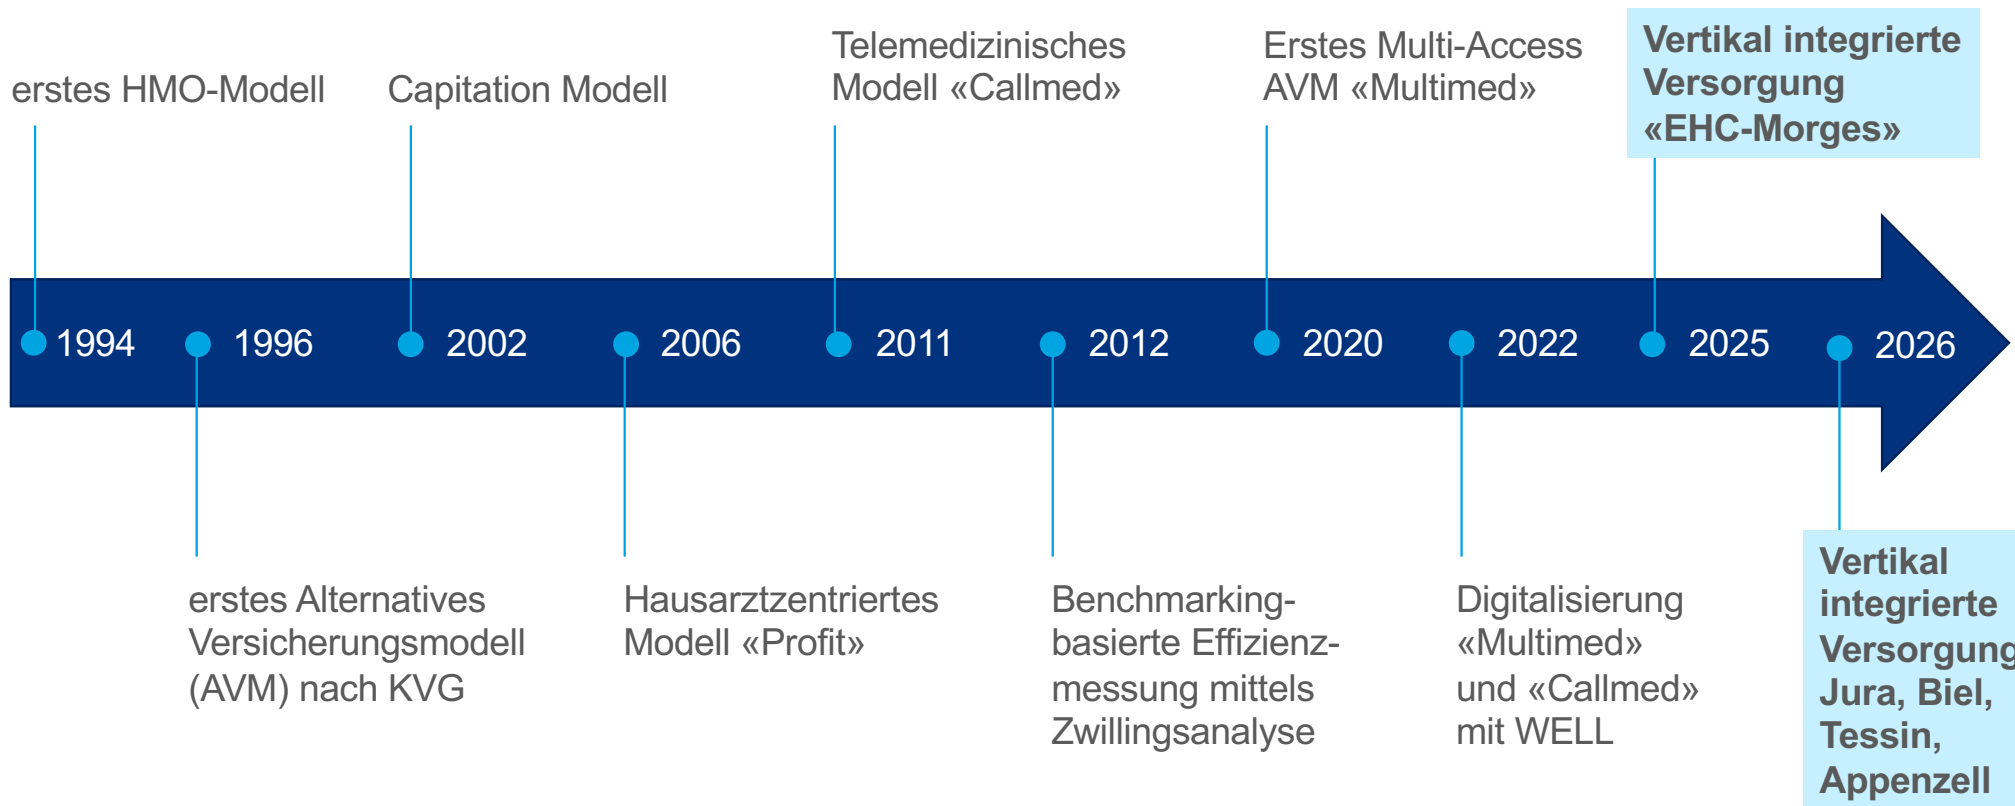 erstes HMO-Modell
Capitation Modell
Telemedizinisches
Modell «Callmed»
Erstes Multi-Access
AVM «Multimed»
Vertikal integrierte
Versorgung
«EHC-Morges»
1994
1996
2002
2006
2011
2012
2020
2022
2025
2026
erstes Alternatives
Versicherungsmodell
(AVM) nach KVG
Hausarztzentriertes
Modell «Profit»
Benchmarking-
basierte Effizienz-
messung mittels
Zwillingsanalyse
Digitalisierung
«Multimed»
und «Callmed»
mit WELL
Vertikal
integrierte
Versorgung
Jura, Biel,
Tessin,
Appenzell